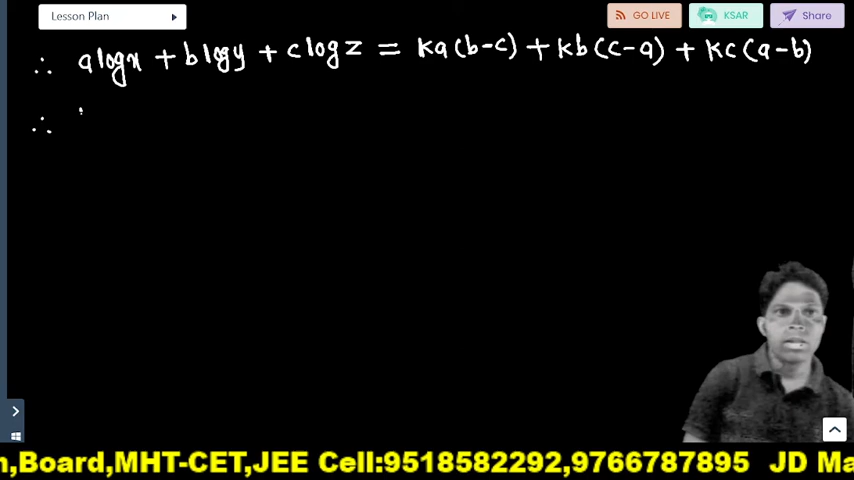 Lesson Plan
GO LIVE
KSAR
Share
∴ alogx + blogy + clogz = ka(b-c) + kb(c-a) + kc(a-b)
∴
,Board,MHT-CET,JEE Cell:9518582292,9766787895 JD